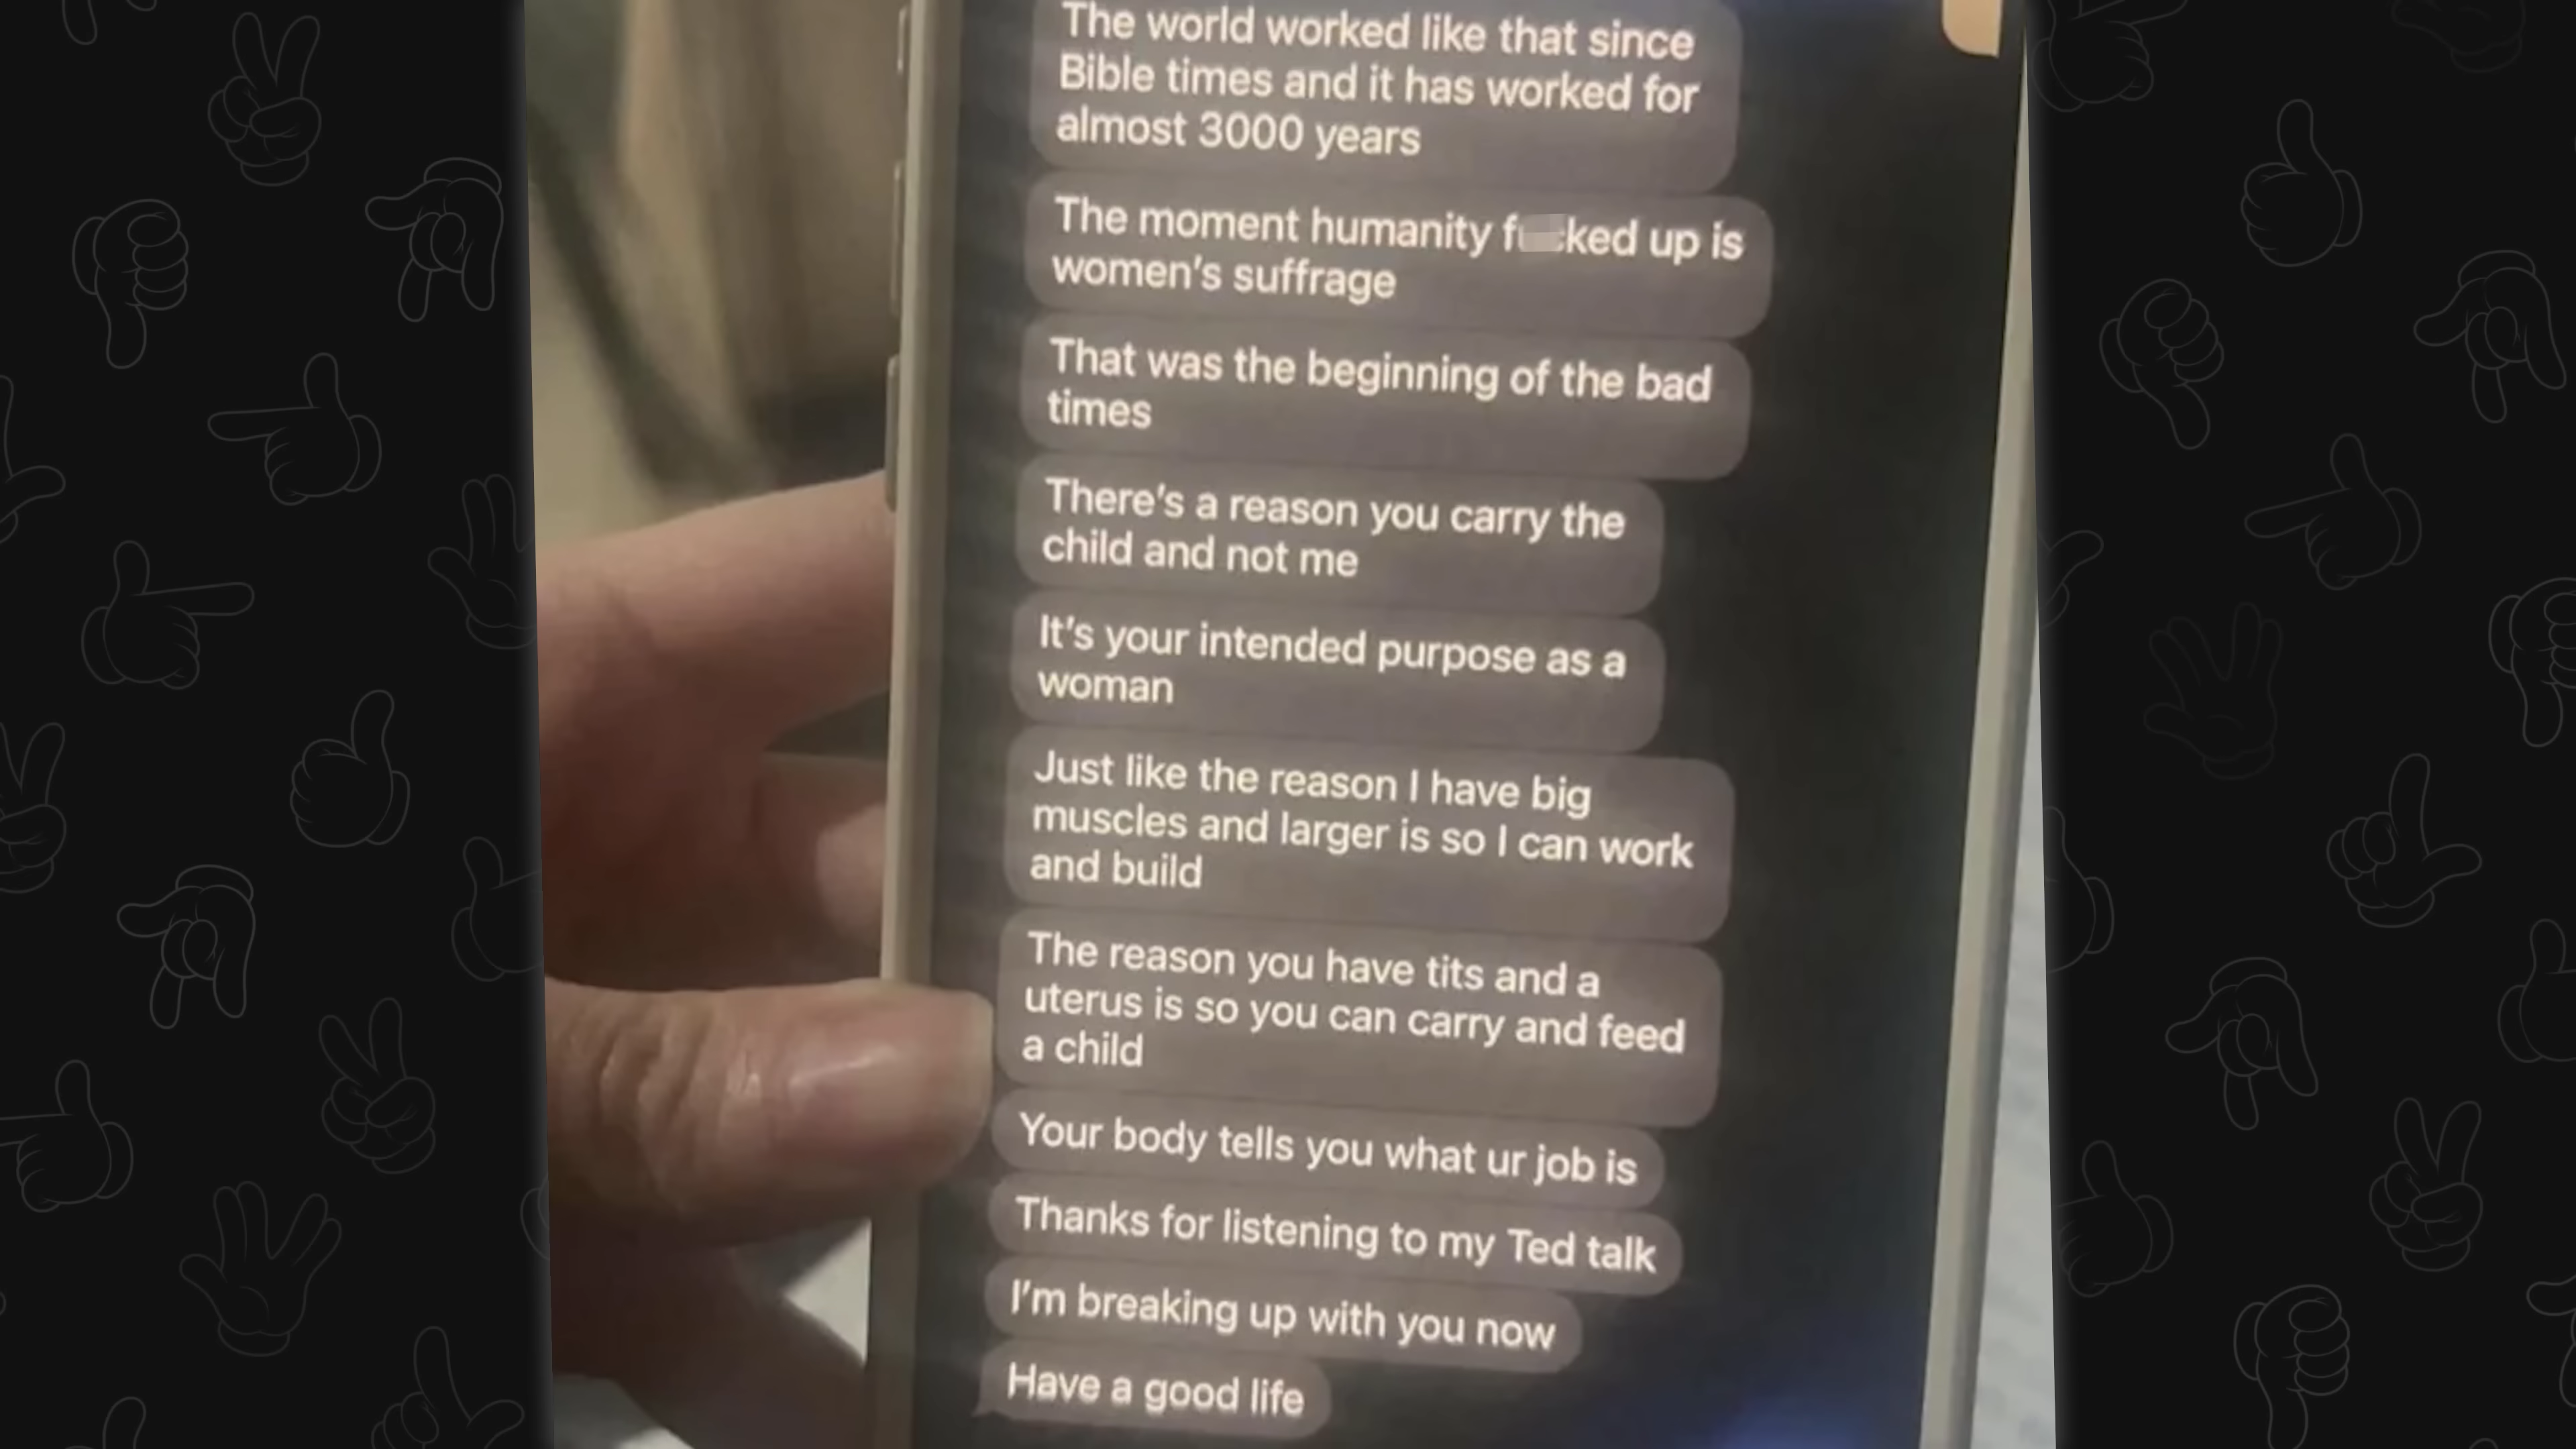 The world worked like that since
Bible times and it has worked for
almost 3000 years
The moment humanity f ked up is
women's suffrage
That was the beginning of the bad
times
There's a reason you carry the
child and not me
It's your intended purpose as a
woman
Just like the reason I have big
muscles and larger is so I can work
and build
The reason you have tits and a
uterus is so you can carry and feed
a child
Your body tells you what ur job is
Thanks for listening to my Ted talk
I'm breaking up with you now
Have a good life